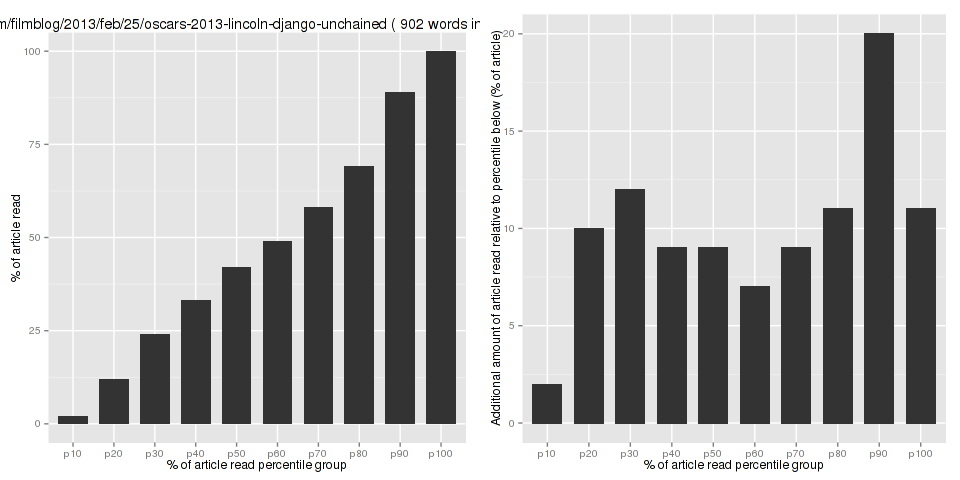 m/filmblog/2013/feb/25/oscars-2013-lincoln-django-unchained ( 902 words in
% of article read
100
75
50
25
0
p10 p20 p30 p40 p50 p60 p70 p80 p90 p100
% of article read percentile group
Additional amount of article read relative to percentile below (% of article)
20
15
10
5
0
p10 p20 p30 p40 p50 p60 p70 p80 p90 p100
% of article read percentile group